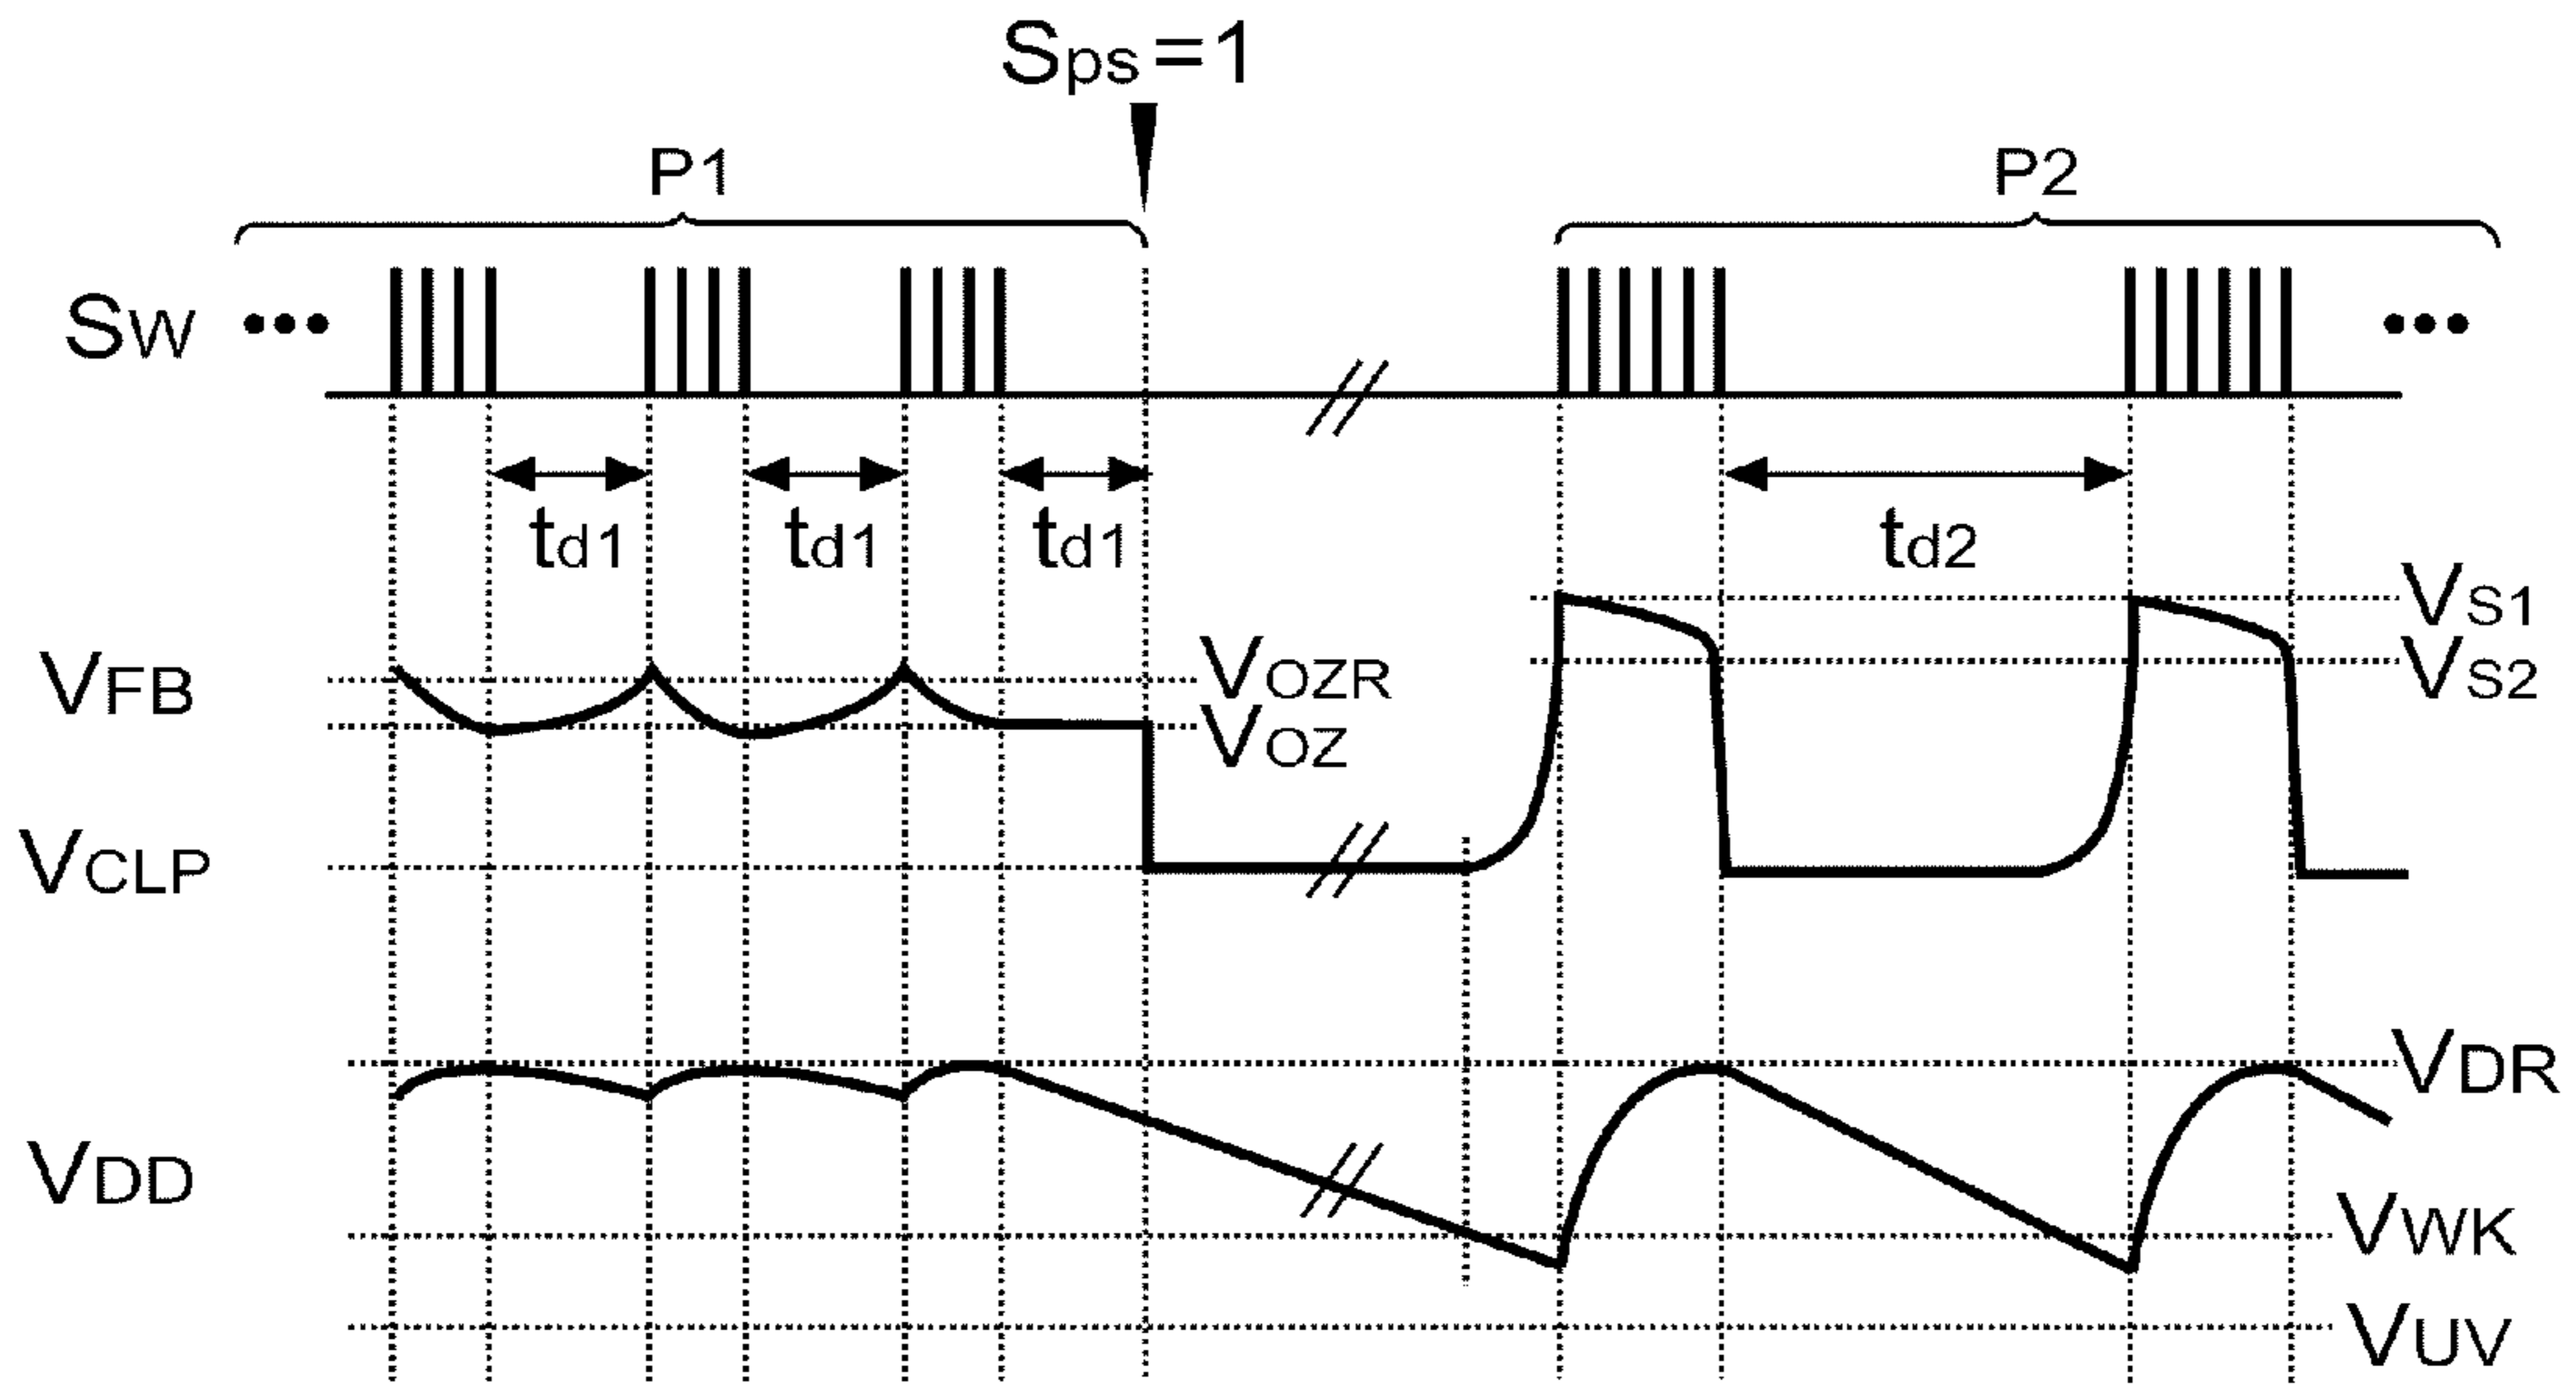 Sps=1
P1 P2
SW ••• •••
td1 td1 td1 td2
VS1
VFB VOZR VS2
VOZ
VCLP
VDR
VDD
VWK
VUV